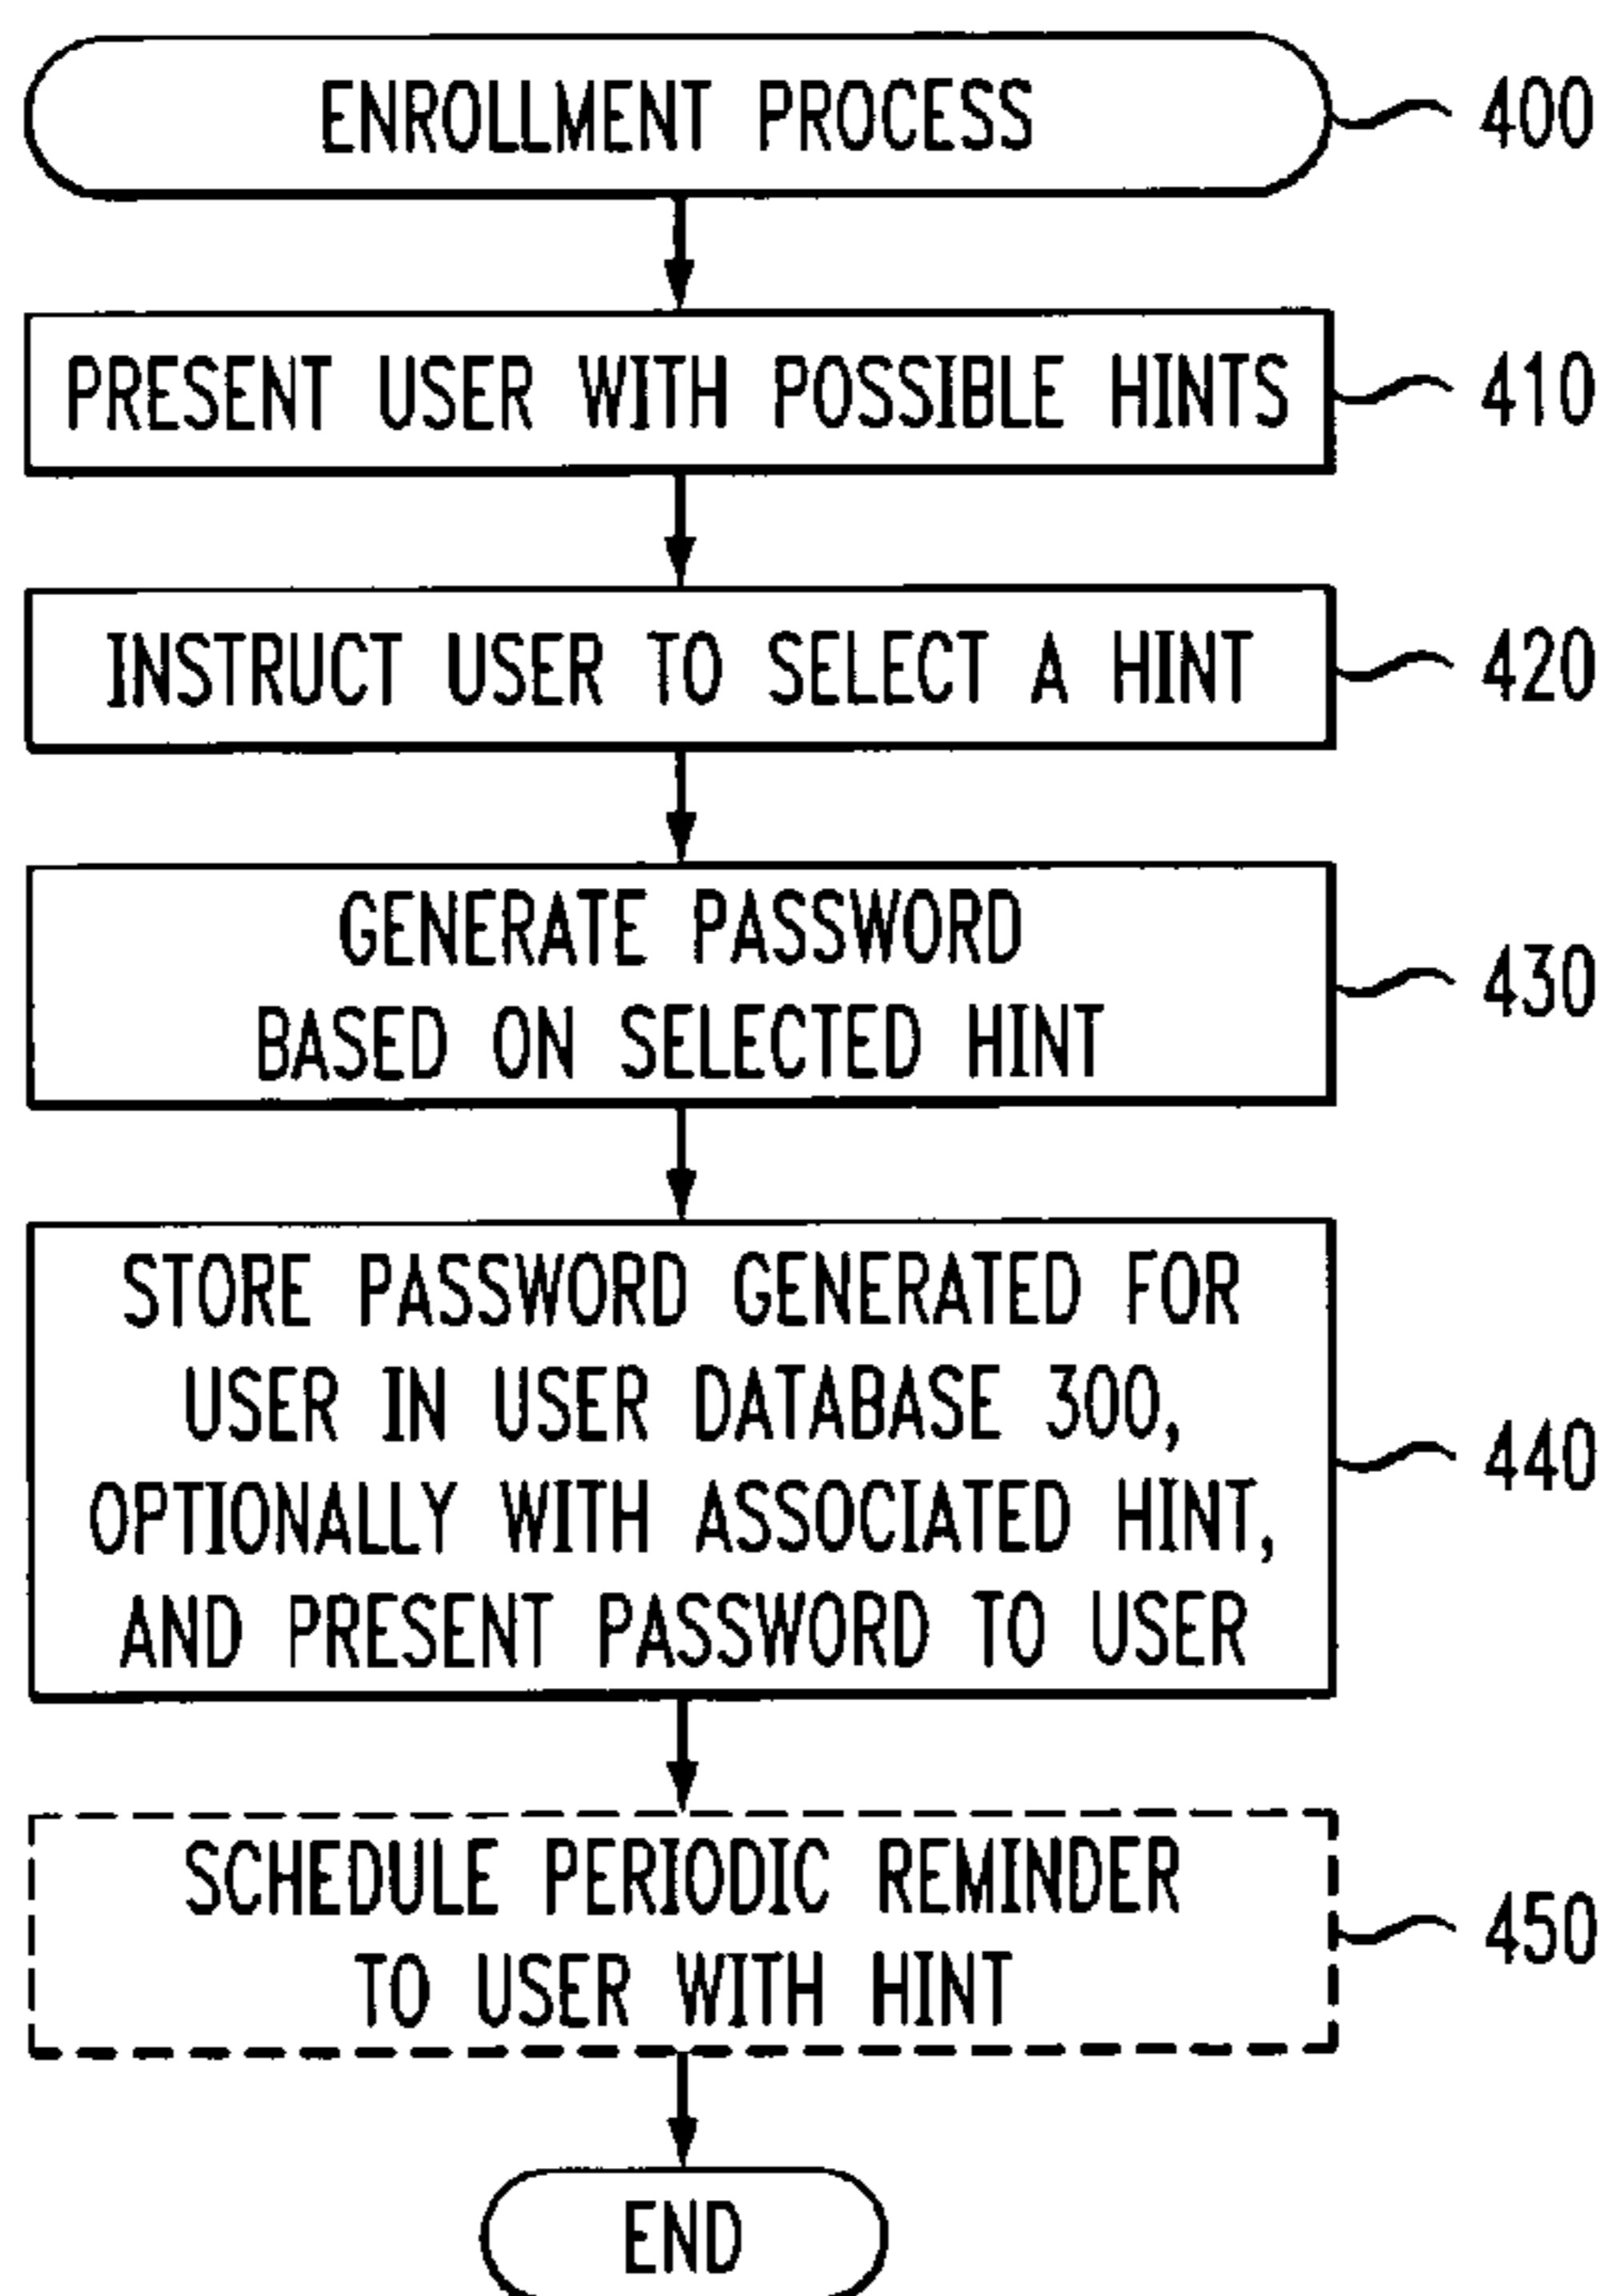 ENROLLMENT PROCESS
400
PRESENT USER WITH POSSIBLE HINTS
410
INSTRUCT USER TO SELECT A HINT
420
GENERATE PASSWORD
BASED ON SELECTED HINT
430
STORE PASSWORD GENERATED FOR
USER IN USER DATABASE 300,
OPTIONALLY WITH ASSOCIATED HINT,
AND PRESENT PASSWORD TO USER
440
SCHEDULE PERIODIC REMINDER
TO USER WITH HINT
450
END